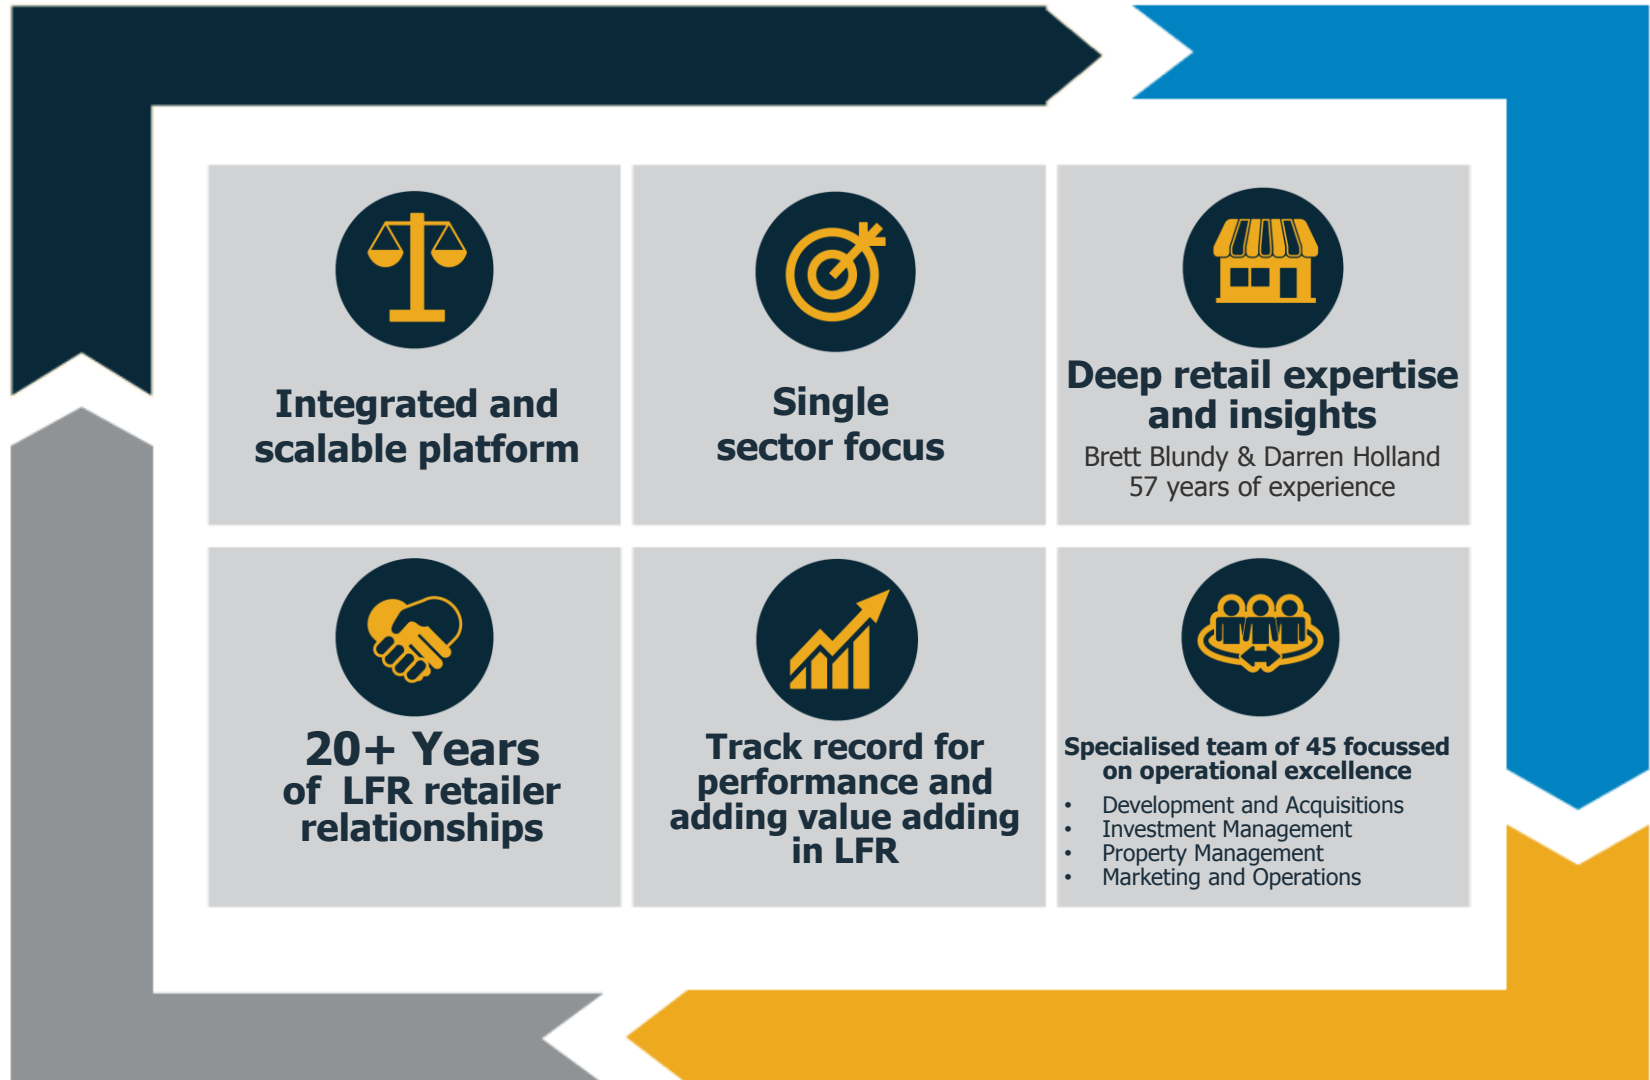 Integrated and
scalable platform
Single
sector focus
Deep retail expertise
and insights
Brett Blundy & Darren Holland
57 years of experience
20+ Years
of LFR retailer
relationships
Track record for
performance and
adding value adding
in LFR
Specialised team of 45 focussed
on operational excellence
• Development and Acquisitions
• Investment Management
• Property Management
• Marketing and Operations